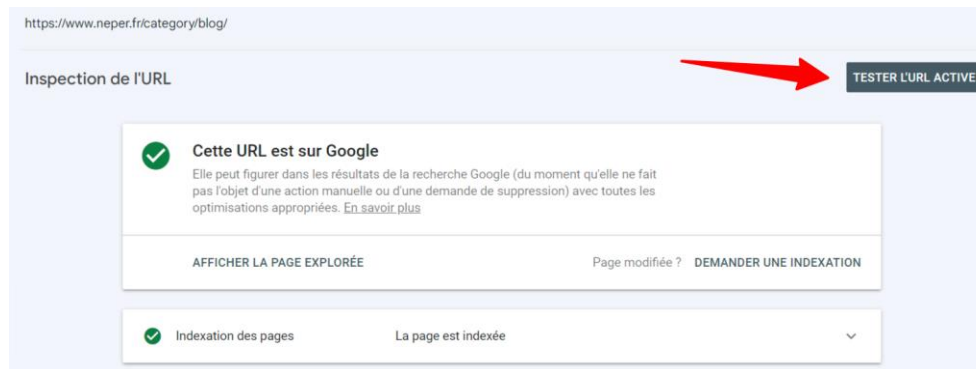 https://www.neper.fr/category/blog/
Inspection de l'URL
TESTER L'URL ACTIVE
Cette URL est sur Google
Elle peut figurer dans les résultats de la recherche Google (du moment qu'elle ne fait
pas l'objet d'une action manuelle ou d'une demande de suppression) avec toutes les
optimisations appropriées. En savoir plus
AFFICHER LA PAGE EXPLORÉE
Page modifiée ? DEMANDER UNE INDEXATION
Indexation des pages
La page est indexée